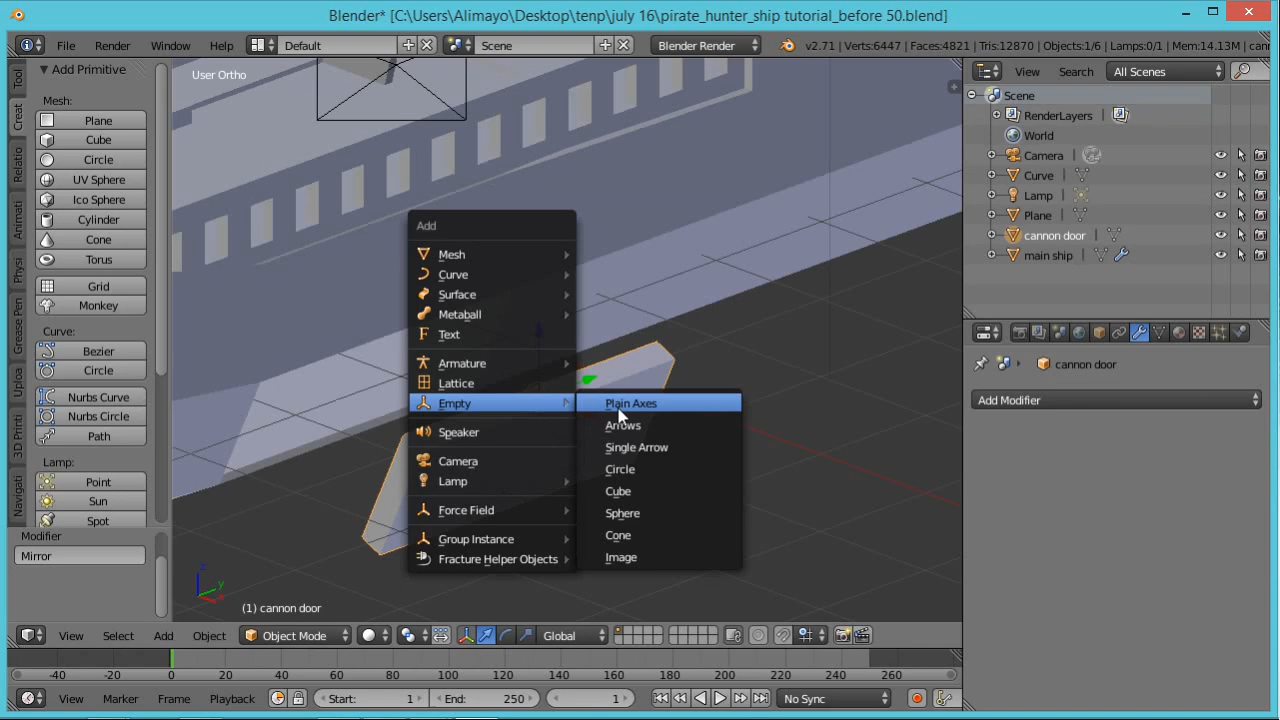 Blender* [C:\Users\Alimayo\Desktop\tenp\july 16\pirate_hunter_ship tutorial_before 50.blend]
File Render Window Help Default Scene Blender Render v2.71 | Verts:6447 | Faces:4821 | Tris:12870 | Objects:1/6 | Lamps:0/1 | Mem:14.13M | can
Add Primitive
Mesh:
Plane
Cube
Circle
UV Sphere
Ico Sphere
Cylinder
Cone
Torus
Grid
Monkey
Curve:
Bezier
Circle
Nurbs Curve
Nurbs Circle
Path
Lamp:
Point
Sun
Spot
Modifier
Mirror
Tool
Creat
Relatio
Animati
Physi
Grease Pen
Uploa
3D Printi
Navigati
User Ortho
Add
Mesh
Curve
Surface
Metaball
Text
Armature
Lattice
Empty
Speaker
Camera
Lamp
Force Field
Group Instance
Fracture Helper Objects
Plain Axes
Arrows
Single Arrow
Circle
Cube
Sphere
Cone
Image
z
y
x
(1) cannon door
View Select Add Object Object Mode Global
View Search All Scenes
Scene
RenderLayers
World
Camera
Curve
Lamp
Plane
cannon door
main ship
cannon door
Add Modifier
-40 -20 0 20 40 60 80 100 120 140 160 180 200 220 240 260
View Marker Frame Playback Start: 1 End: 250 1 No Sync